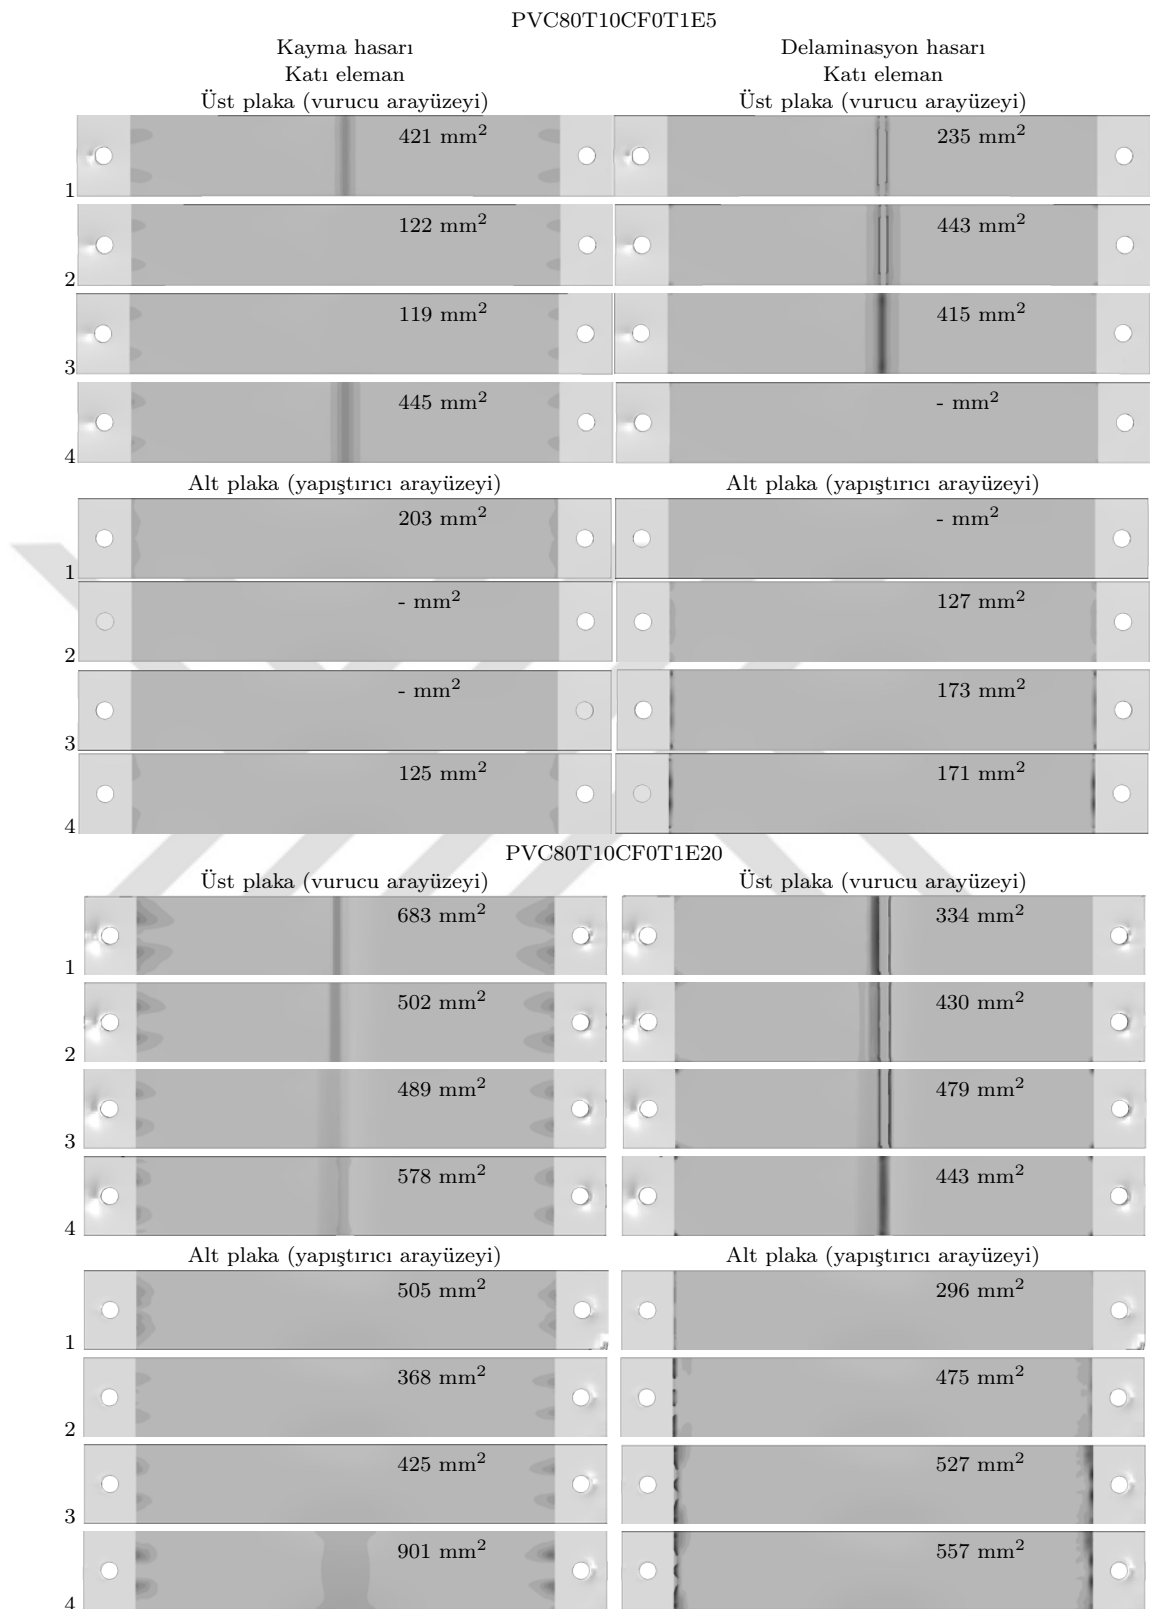 PVC80T10CF0T1E5
Kayma hasarı Delaminasyon hasarı
Katı eleman Katı eleman
Üst plaka (vurucu arayüzeyi) Üst plaka (vurucu arayüzeyi)
1 421 mm² 235 mm²
2 122 mm² 443 mm²
3 119 mm² 415 mm²
4 445 mm² - mm²
Alt plaka (yapıştırıcı arayüzeyi) Alt plaka (yapıştırıcı arayüzeyi)
1 203 mm² - mm²
2 - mm² 127 mm²
3 - mm² 173 mm²
4 125 mm² 171 mm²
PVC80T10CF0T1E20
Üst plaka (vurucu arayüzeyi) Üst plaka (vurucu arayüzeyi)
1 683 mm² 334 mm²
2 502 mm² 430 mm²
3 489 mm² 479 mm²
4 578 mm² 443 mm²
Alt plaka (yapıştırıcı arayüzeyi) Alt plaka (yapıştırıcı arayüzeyi)
1 505 mm² 296 mm²
2 368 mm² 475 mm²
3 425 mm² 527 mm²
4 901 mm² 557 mm²